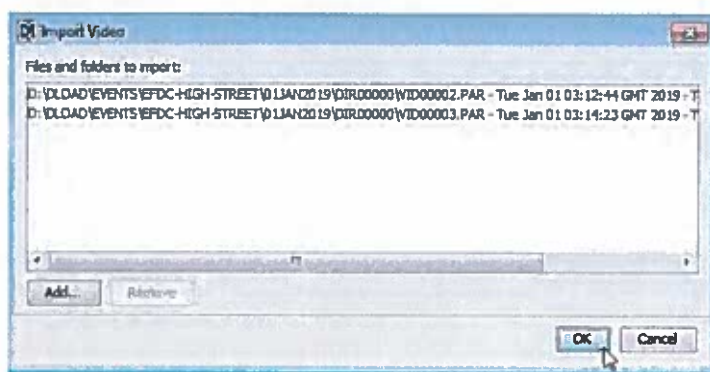 Import Video
Files and folders to import:
D:\DLOAD\EVENTS\EFDC-HIGH-STREET\01JAN2019\DIR00000\VID00002.PAR - Tue Jan 01 03:12:44 GMT 2019 - T
D:\DLOAD\EVENTS\EFDC-HIGH-STREET\01JAN2019\DIR00000\VID00003.PAR - Tue Jan 01 03:14:23 GMT 2019 - T
Add... Remove
OK Cancel